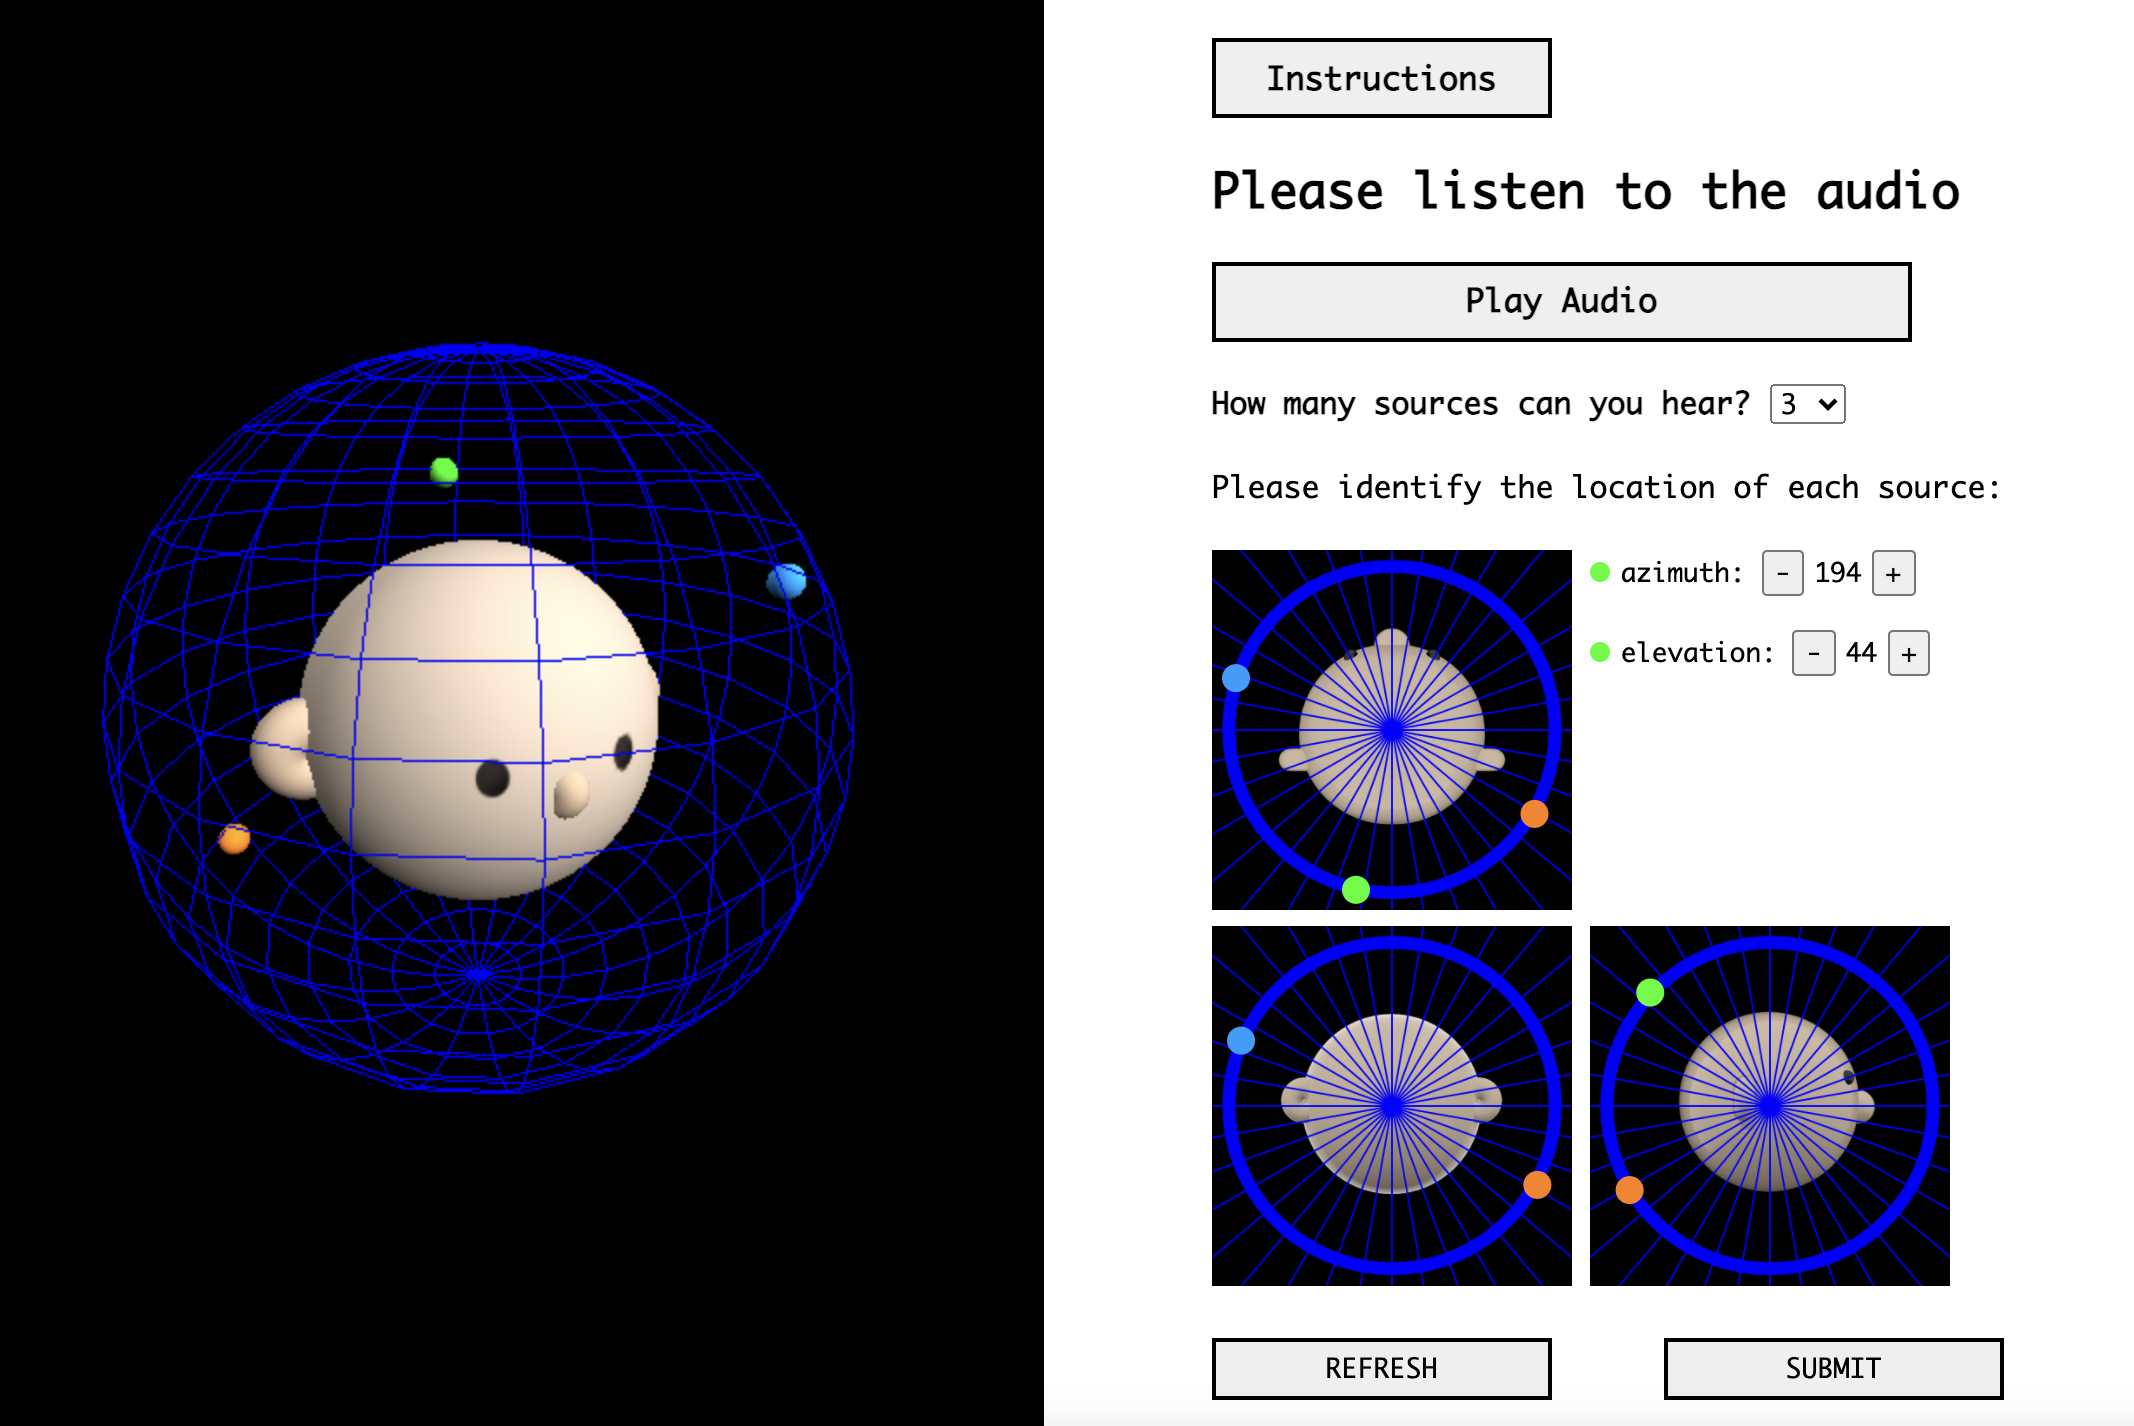 Instructions
Please listen to the audio
Play Audio
How many sources can you hear? 3
Please identify the location of each source:
azimuth: - 194 +
elevation: - 44 +
REFRESH
SUBMIT